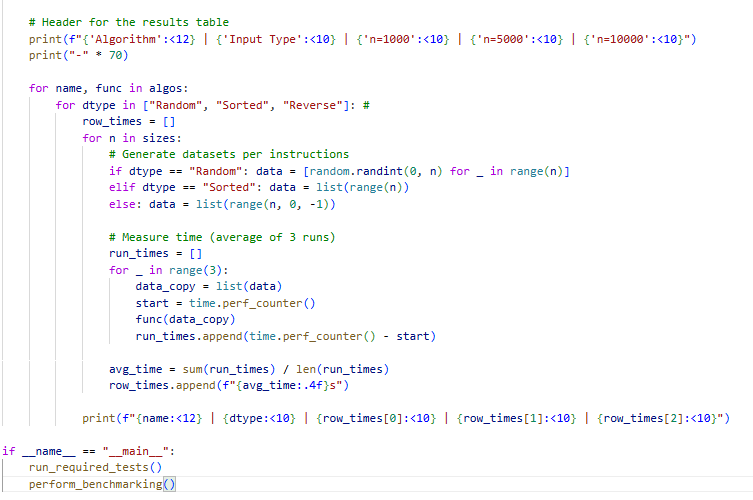 # Header for the results table
print(f"{'Algorithm':<12} | {'Input Type':<10} | {'n=1000':<10} | {'n=5000':<10} | {'n=10000':<10}")
print("-" * 70)
for name, func in algos:
for dtype in ["Random", "Sorted", "Reverse"]: #
row_times = []
for n in sizes:
# Generate datasets per instructions
if dtype == "Random": data = [random.randint(0, n) for _ in range(n)]
elif dtype == "Sorted": data = list(range(n))
else: data = list(range(n, 0, -1))
# Measure time (average of 3 runs)
run_times = []
for _ in range(3):
data_copy = list(data)
start = time.perf_counter()
func(data_copy)
run_times.append(time.perf_counter() - start)
avg_time = sum(run_times) / len(run_times)
row_times.append(f"{avg_time:.4f}s")
print(f"{name:<12} | {dtype:<10} | {row_times[0]:<10} | {row_times[1]:<10} | {row_times[2]:<10}")
if __name__ == "__main__":
run_required_tests()
perform_benchmarking()